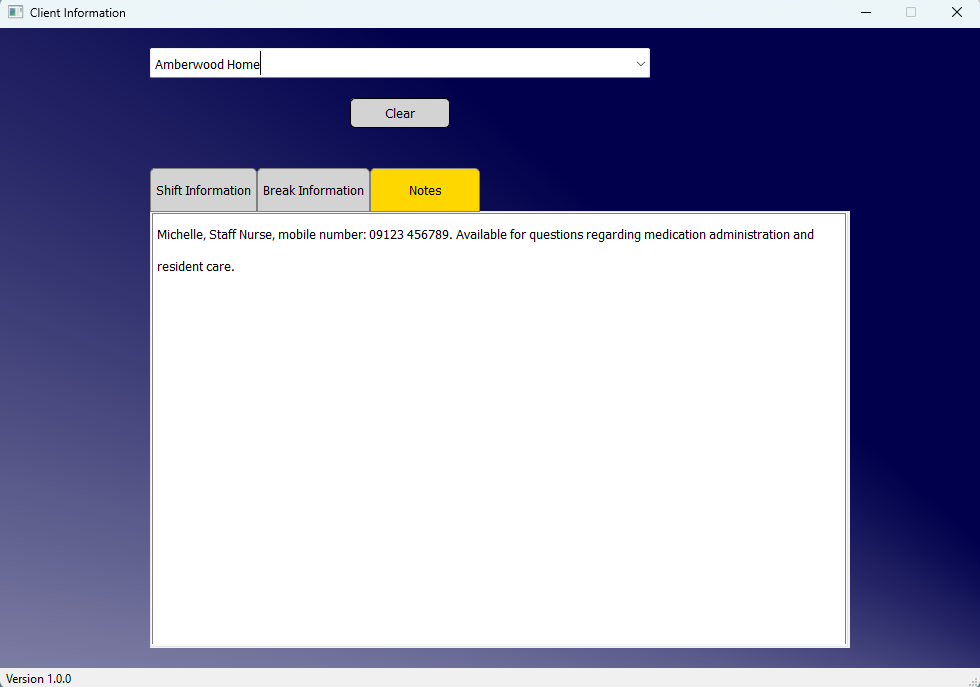 Client Information
Amberwood Home
Clear
Shift Information
Break Information
Notes
Michelle, Staff Nurse, mobile number: 09123 456789. Available for questions regarding medication administration and
resident care.
Version 1.0.0